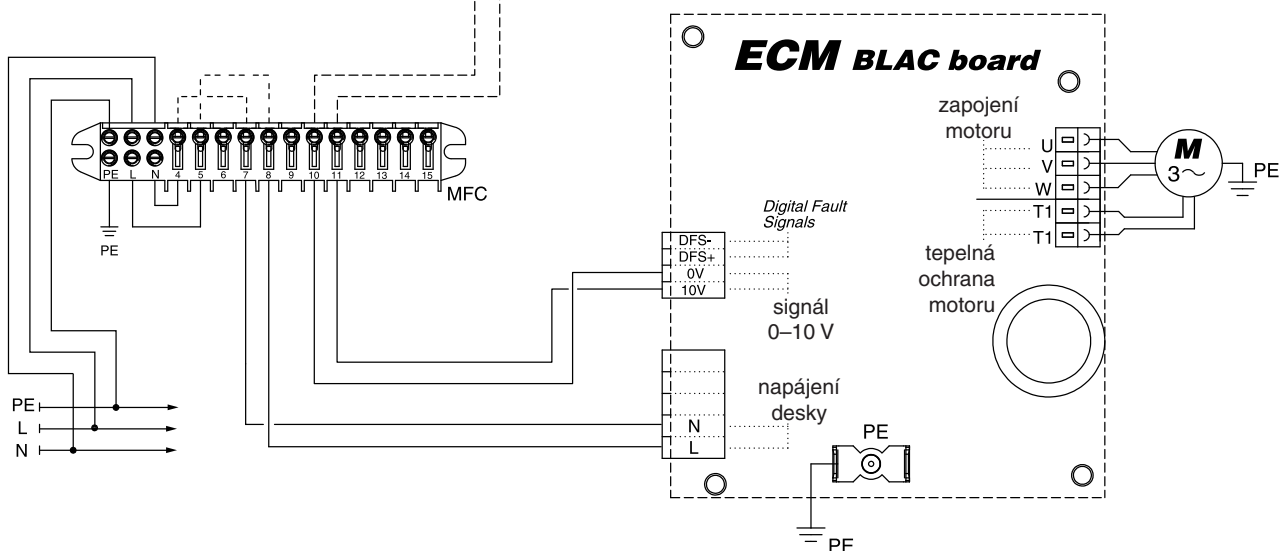 ECM BLAC board
zapojení
motoru
U
V
W
T1
T1
M
3~
PE
PE L N 4 5 6 7 8 9 10 11 12 13 14 15
MFC
PE
Digital Fault
Signals
DFS-
DFS+
0V
10V
signál
0–10 V
tepelná
ochrana
motoru
napájení
desky
N
L
PE
L
N
PE
PE